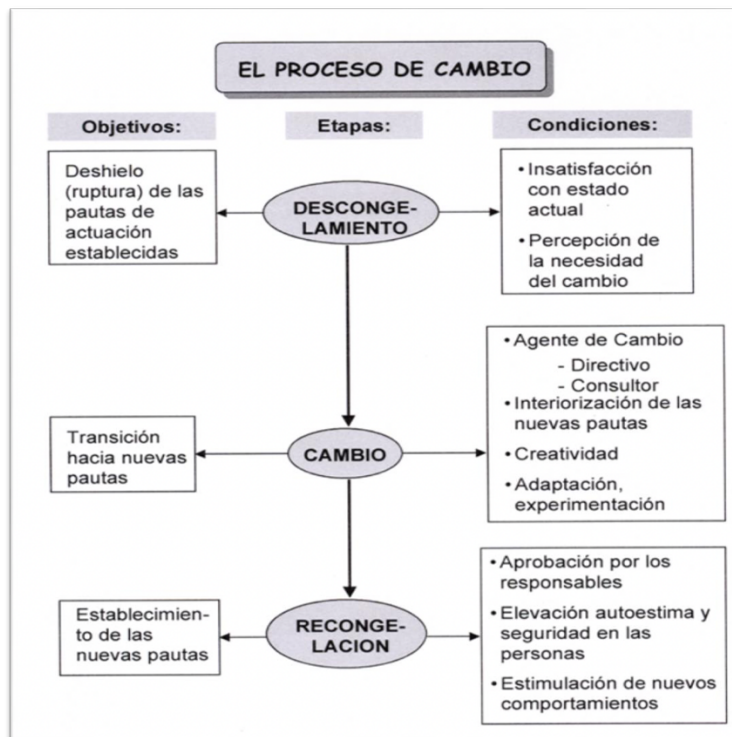 EL PROCESO DE CAMBIO
Objetivos:
Etapas:
Condiciones:
Deshielo
(ruptura) de las
pautas de
actuación
establecidas
DESCONGE-
LAMIENTO
• Insatisfacción
con estado
actual
• Percepción de
la necesidad
del cambio
Transición
hacia nuevas
pautas
CAMBIO
• Agente de Cambio
- Directivo
- Consultor
• Interiorización de las
nuevas pautas
• Creatividad
• Adaptación,
experimentación
Establecimien-
to de las
nuevas pautas
RECONGE-
LACION
• Aprobación por los
responsables
• Elevación autoestima y
seguridad en las
personas
• Estimulación de nuevos
comportamientos